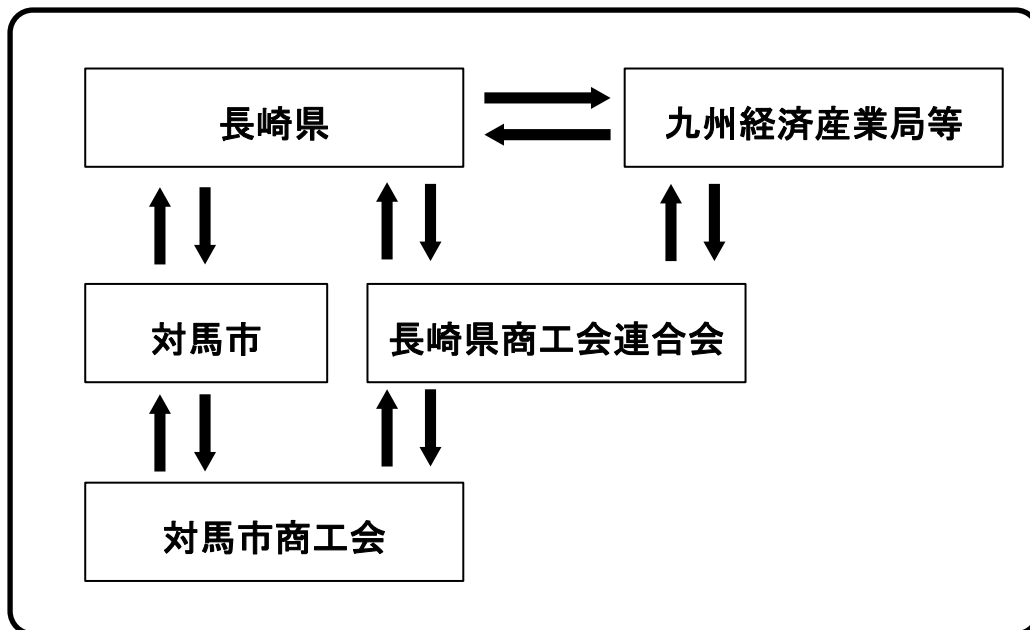 長崎県
九州経済産業局等
対馬市
長崎県商工会連合会
対馬市商工会